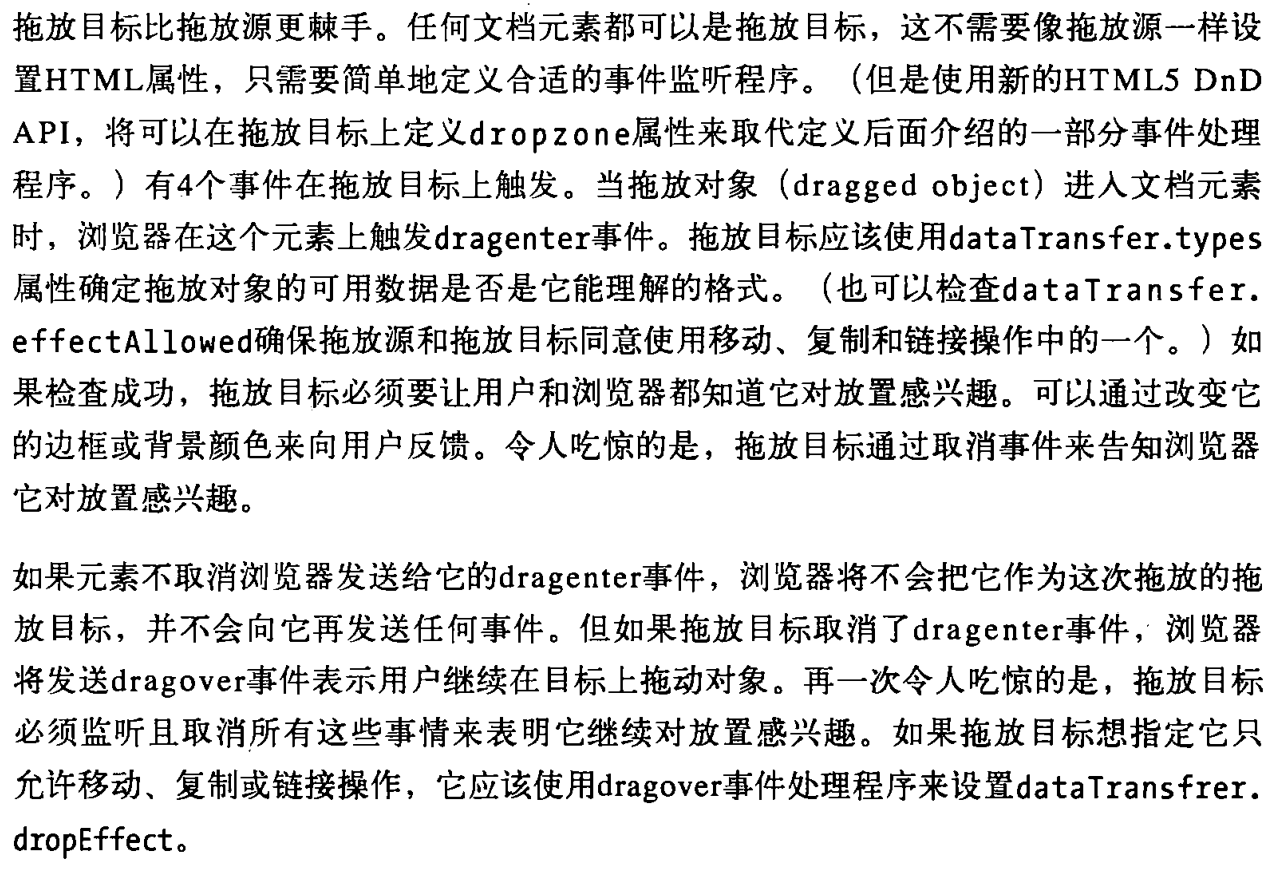 拖放目标比拖放源更棘手。任何文档元素都可以是拖放目标，这不需要像拖放源一样设
置HTML属性，只需要简单地定义合适的事件监听程序。（但是使用新的HTML5 DnD
API，将可以在拖放目标上定义dropzone属性来取代定义后面介绍的一部分事件处理
程序。）有4个事件在拖放目标上触发。当拖放对象（dragged object）进入文档元素
时，浏览器在这个元素上触发dragenter事件。拖放目标应该使用dataTransfer.types
属性确定拖放对象的可用数据是否是它能理解的格式。（也可以检查dataTransfer.
effectAllowed确保拖放源和拖放目标同意使用移动、复制和链接操作中的一个。）如
果检查成功，拖放目标必须要让用户和浏览器都知道它对放置感兴趣。可以通过改变它
的边框或背景颜色来向用户反馈。令人吃惊的是，拖放目标通过取消事件来告知浏览器
它对放置感兴趣。
如果元素不取消浏览器发送给它的dragenter事件，浏览器将不会把它作为这次拖放的拖
放目标，并不会向它再发送任何事件。但如果拖放目标取消了dragenter事件，浏览器
将发送dragover事件表示用户继续在目标上拖动对象。再一次令人吃惊的是，拖放目标
必须监听且取消所有这些事情来表明它继续对放置感兴趣。如果拖放目标想指定它只
允许移动、复制或链接操作，它应该使用dragover事件处理程序来设置dataTransfrer.
dropEffect。